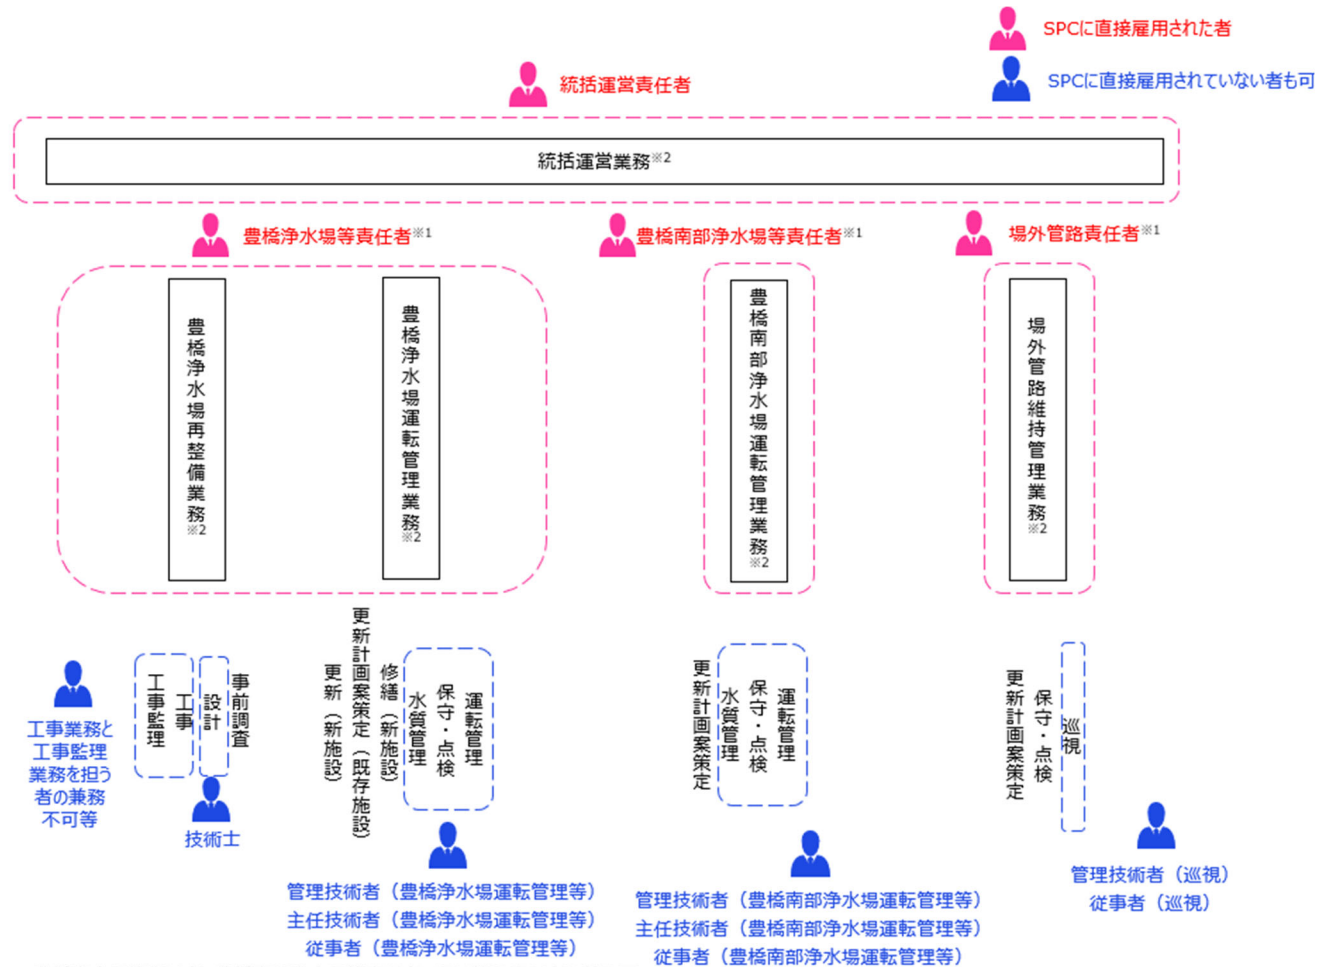 SPCに直接雇用された者
SPCに直接雇用されていない者も可
統括運営責任者
統括運営業務※2
豊橋浄水場等責任者※1
豊橋南部浄水場等責任者※1
場外管路責任者※1
豊橋浄水場再整備業務※2
豊橋浄水場運転管理業務※2
豊橋南部浄水場運転管理業務※2
場外管路維持管理業務※2
事前調査
設計
工事
工事監理
運転管理
保守・点検
水質管理
修繕（新施設）
更新計画案策定（既存施設）
更新（新施設）
運転管理
保守・点検
水質管理
更新計画案策定
巡視
保守・点検
更新計画案策定
工事業務と
工事監理
業務を担う
者の兼務
不可等
技術士
管理技術者（豊橋浄水場運転管理等）
主任技術者（豊橋浄水場運転管理等）
従事者（豊橋浄水場運転管理等）
管理技術者（豊橋南部浄水場運転管理等）
主任技術者（豊橋南部浄水場運転管理等）
従事者（豊橋南部浄水場運転管理等）
管理技術者（巡視）
従事者（巡視）